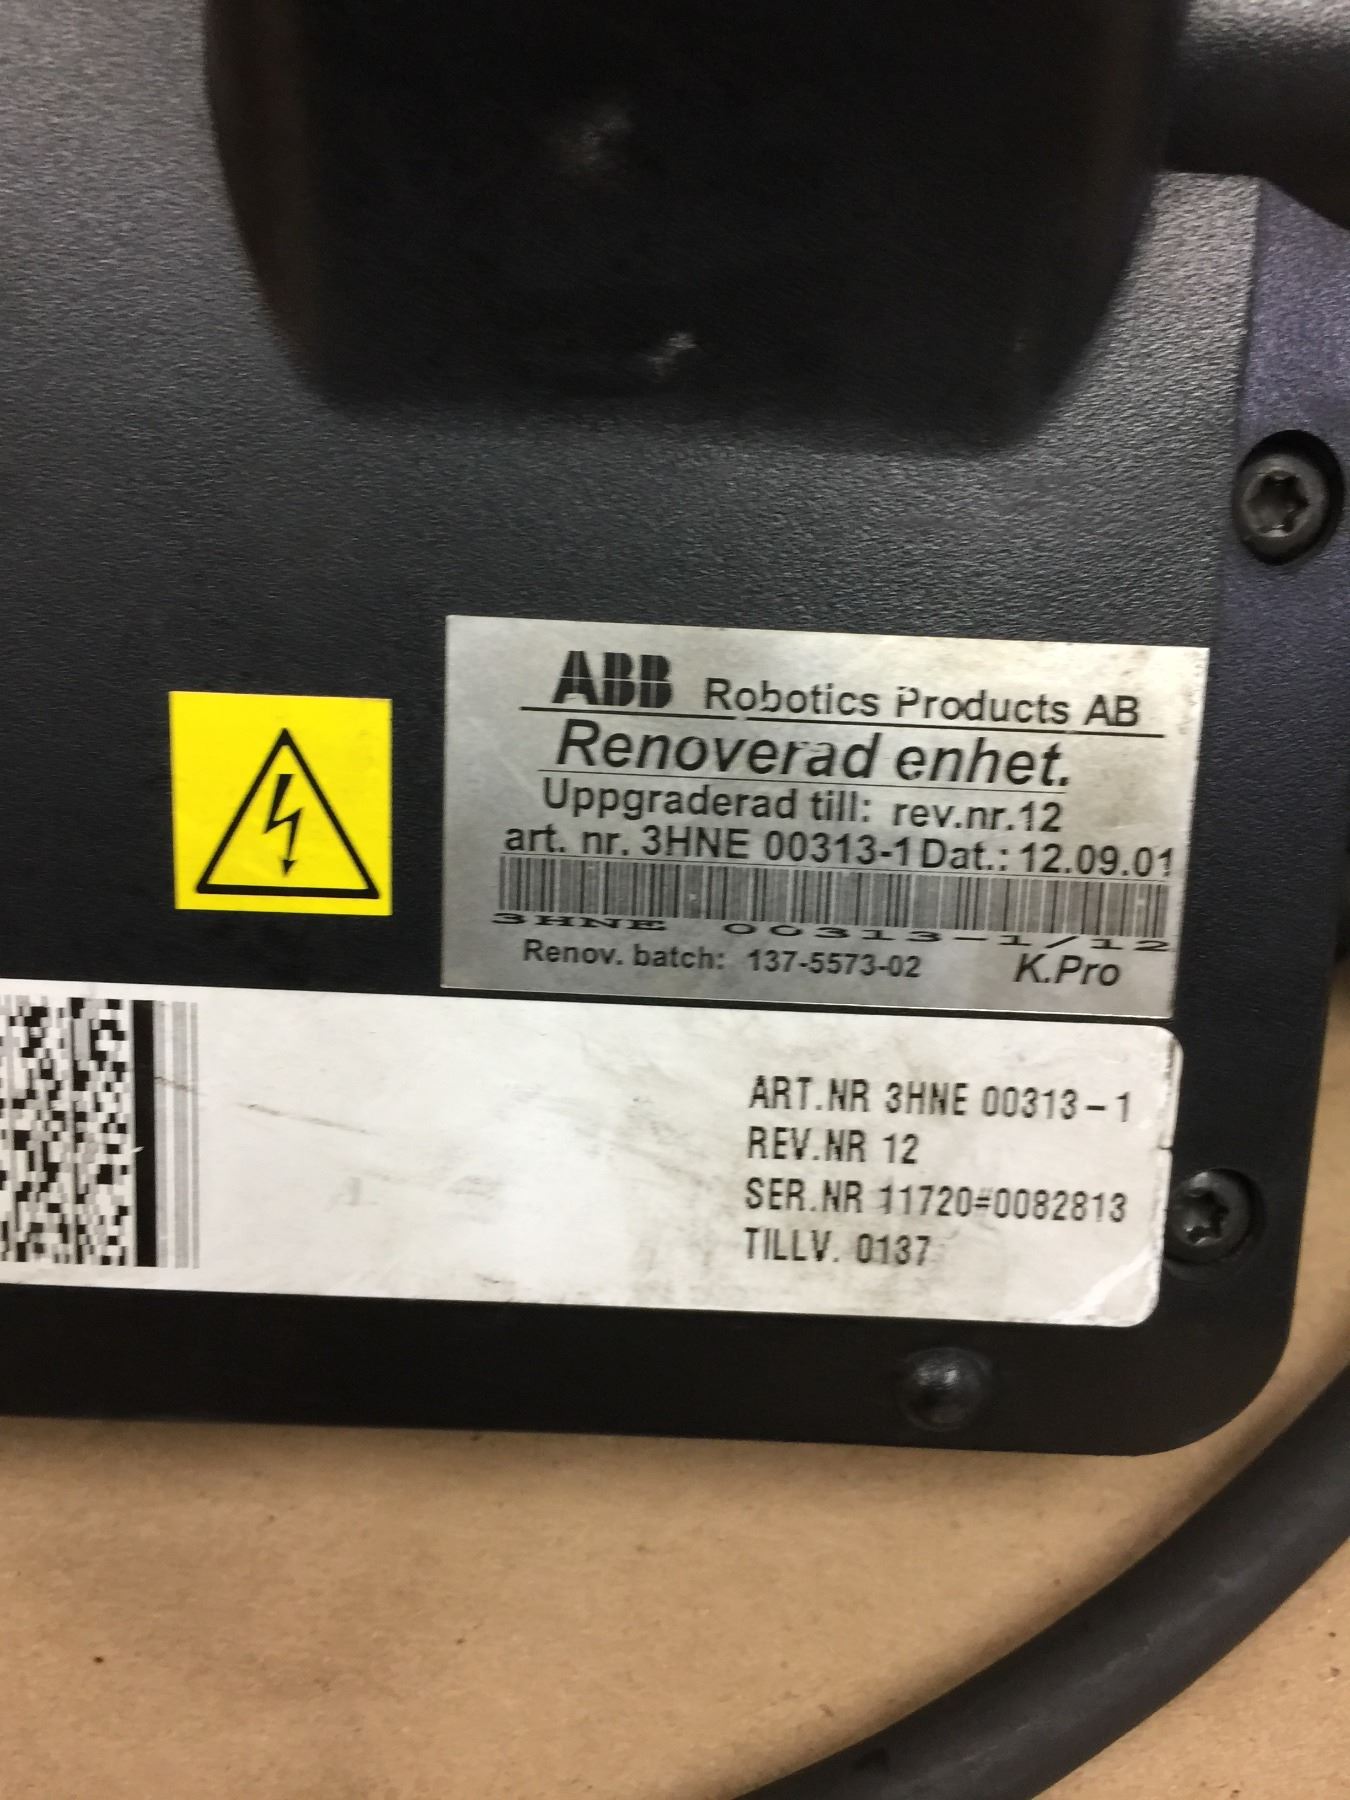 ABB Robotics Products AB
Renoverad enhet.
Uppgraderad till: rev.nr.12
art. nr. 3HNE 00313-1 Dat.: 12.09.01
3HNE 00313-1/12
Renov. batch: 137-5573-02 K.Pro
ART.NR 3HNE 00313-1
REV.NR 12
SER.NR 11720#0082813
TILLV. 0137